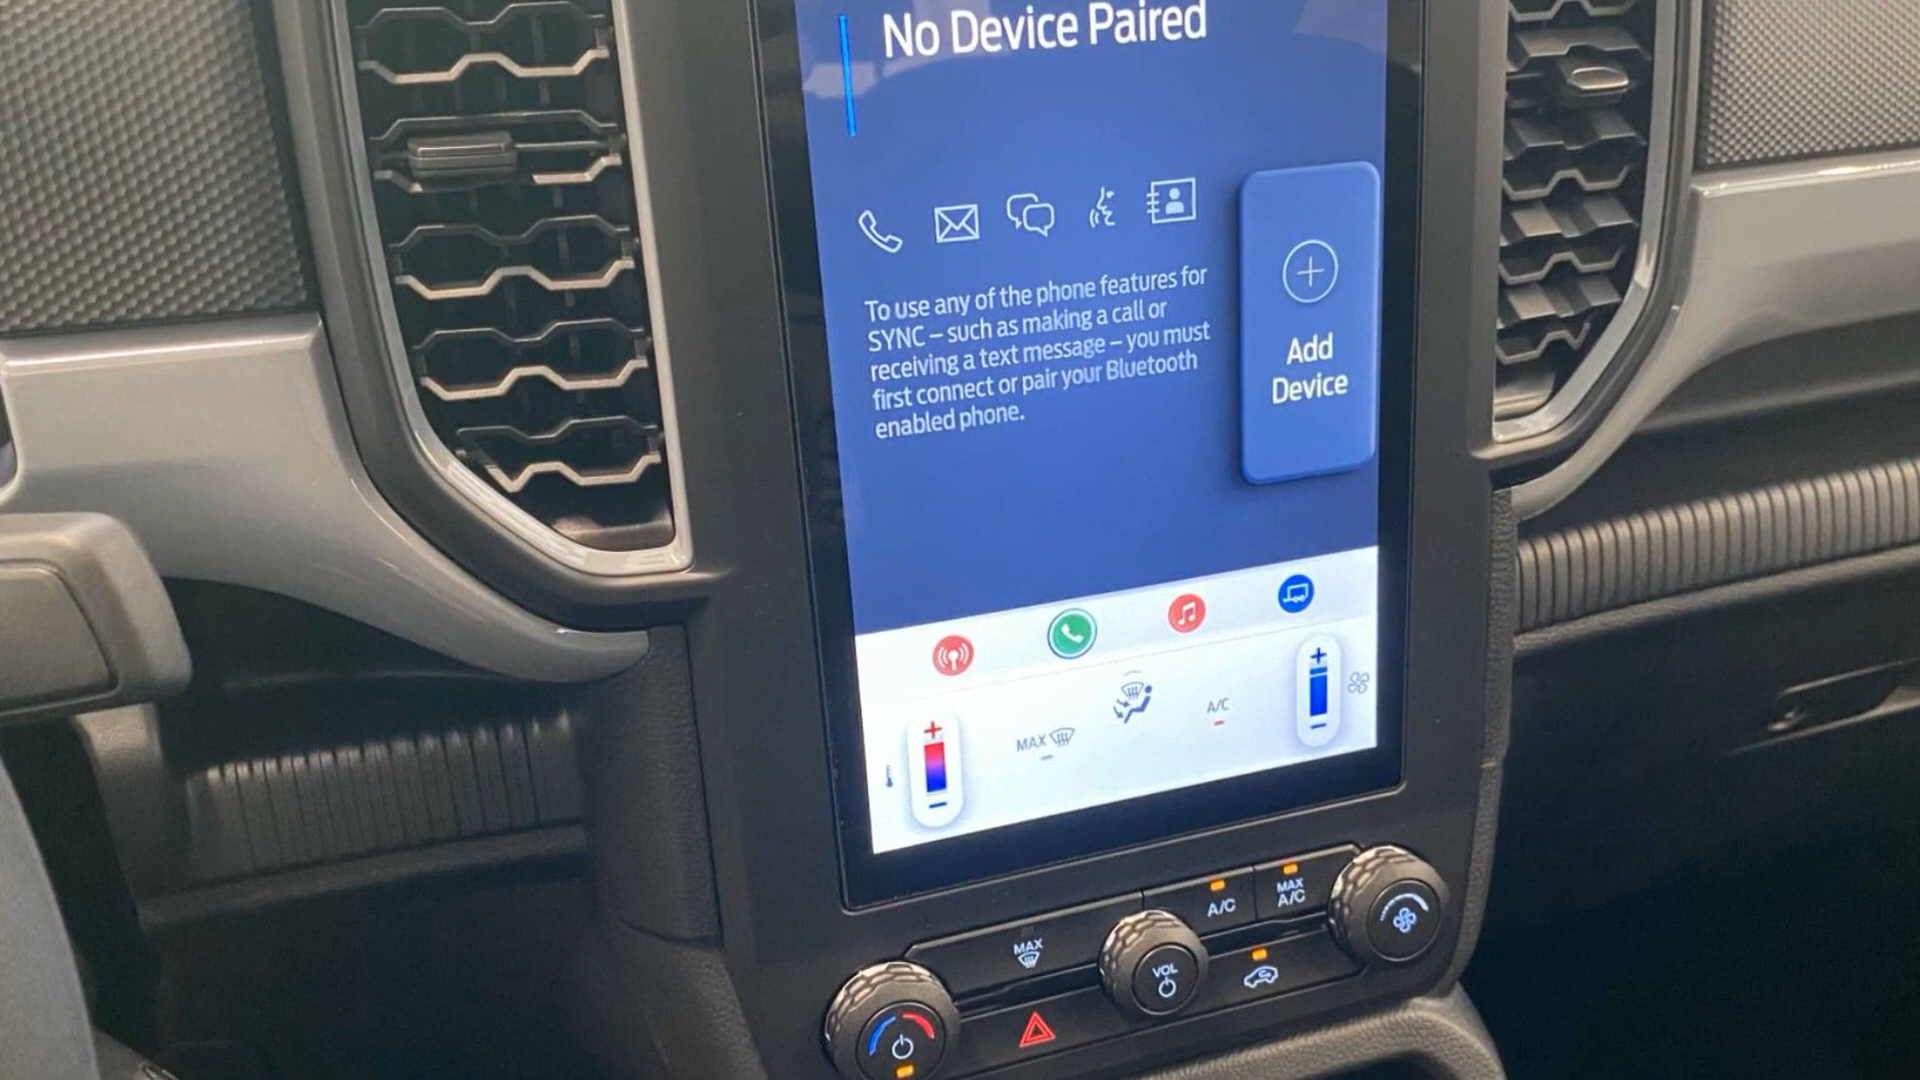 No Device Paired
To use any of the phone features for
SYNC – such as making a call or
receiving a text message – you must
first connect or pair your Bluetooth
enabled phone.
Add
Device
MAX
A/C
MAX
A/C
A/C
MAX
VOL